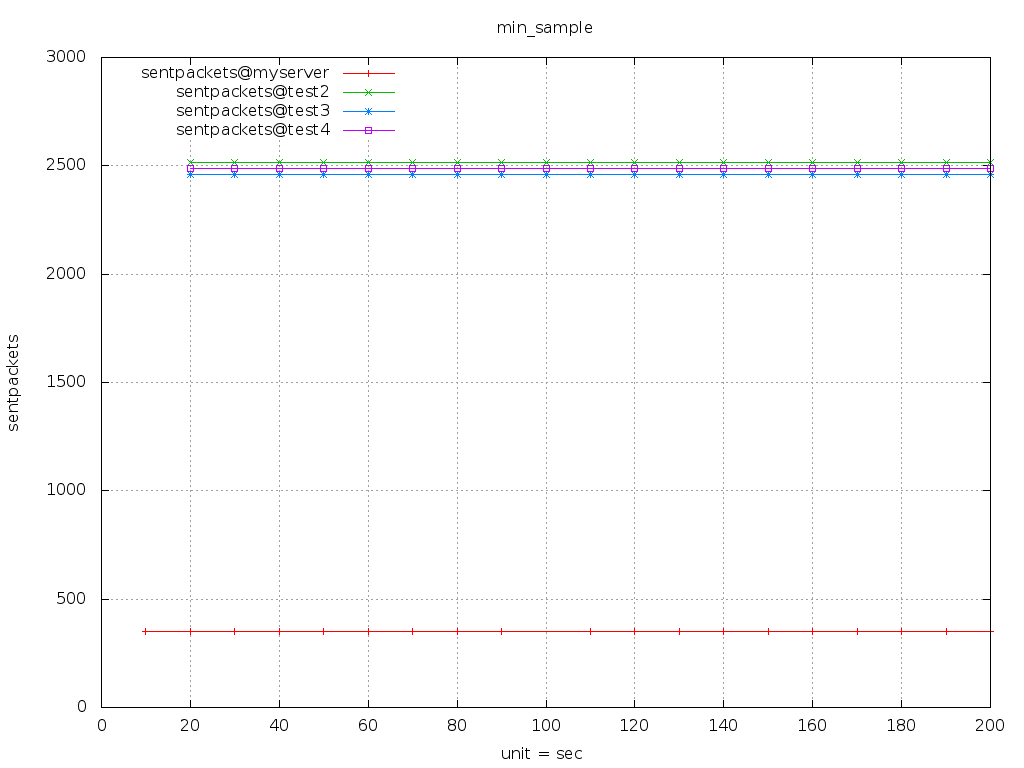 min_sample
3000
sentpackets@myserver
sentpackets@test2
sentpackets@test3
sentpackets@test4
2500
2000
1500
sentpackets
1000
500
0
0 20 40 60 80 100 120 140 160 180 200
unit = sec